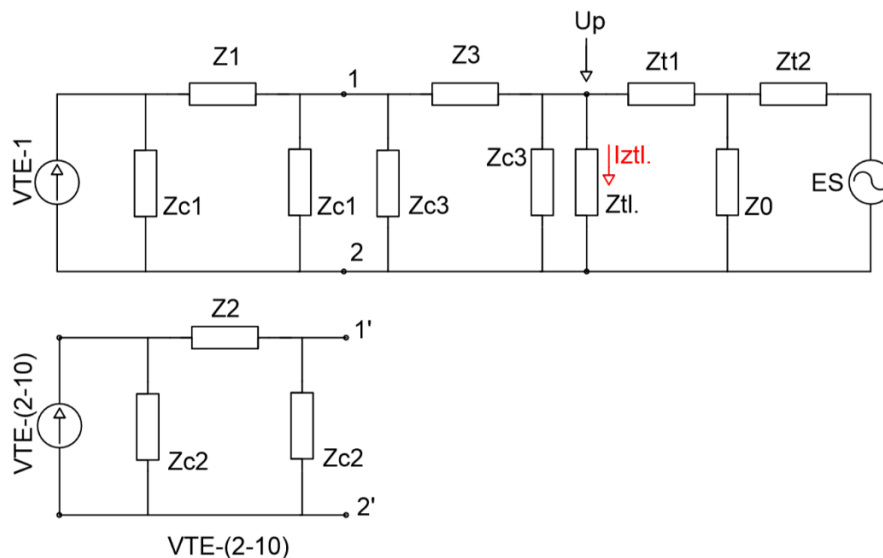 Up
Z1
1
Z3
Zt1
Zt2
VTE-1
Zc1
Zc1
Zc3
Zc3
Iztl.
Ztl.
Z0
ES
2
Z2
1'
VTE-(2-10)
Zc2
Zc2
2'
VTE-(2-10)